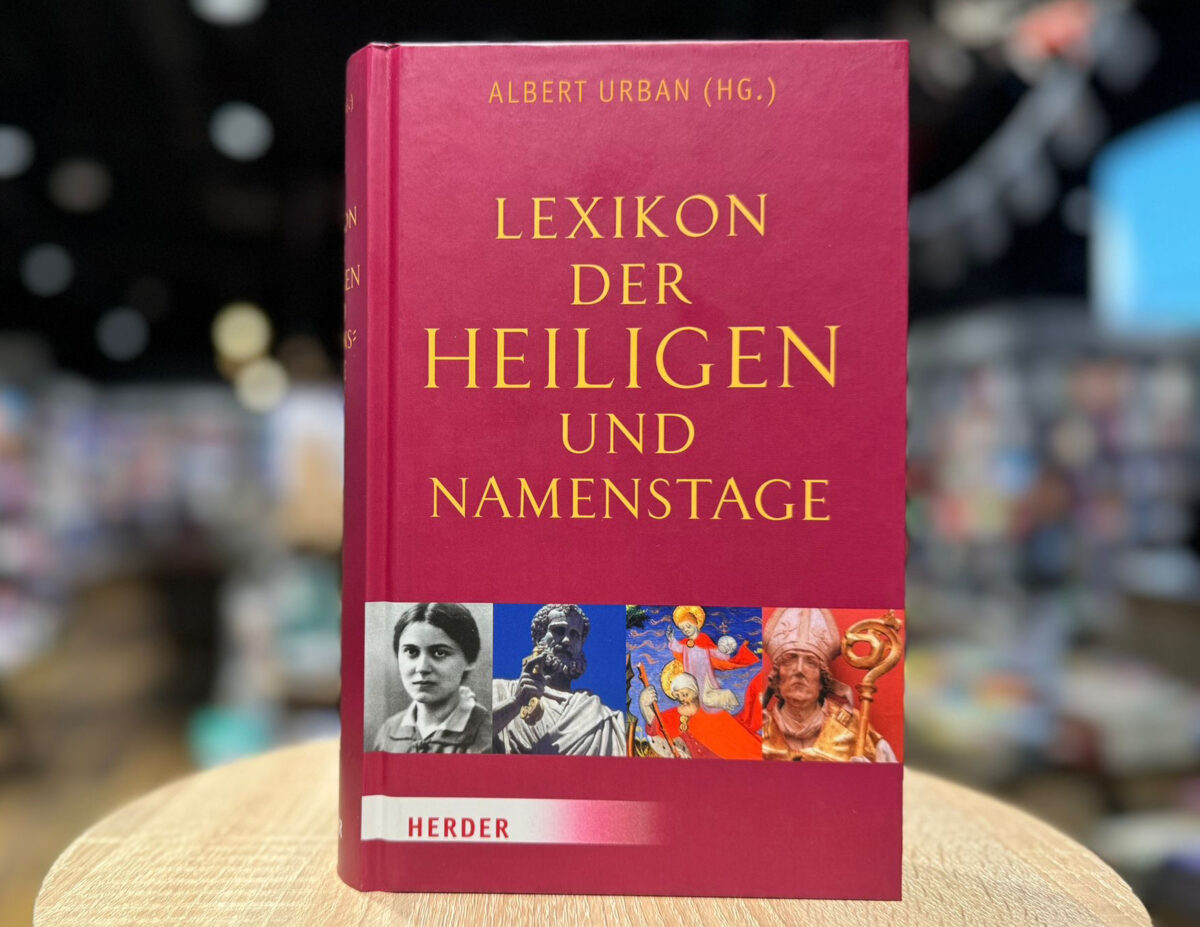 ALBERT URBAN (HG.)
LEXIKON
DER
HEILIGEN
UND
NAMENSTAGE
HERDER